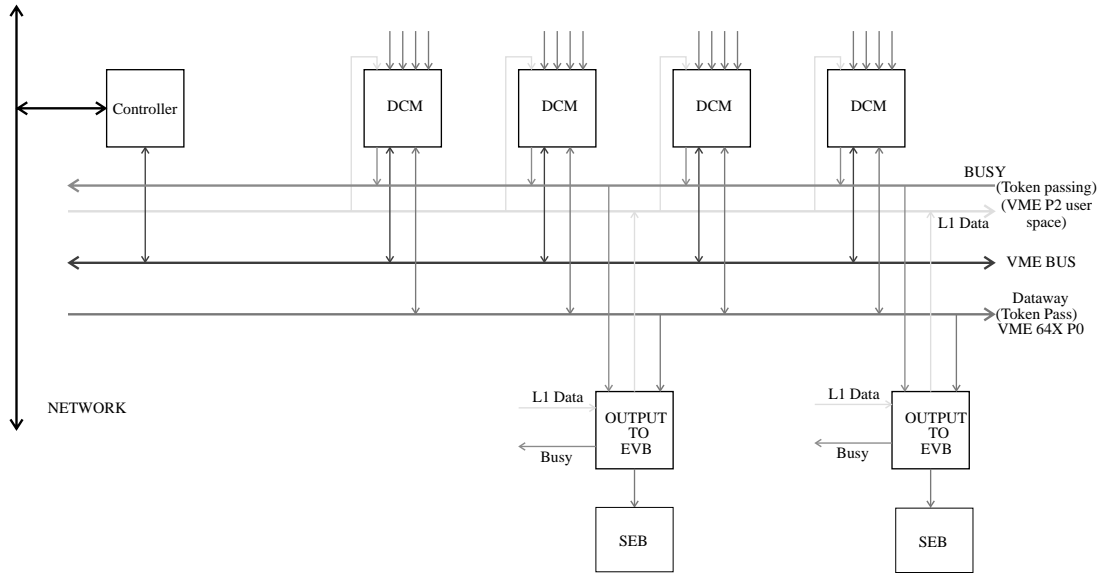 Controller
DCM
DCM
DCM
DCM
BUSY
(Token passing)
(VME P2 user
space)
L1 Data
VME BUS
Dataway
(Token Pass)
VME 64X P0
NETWORK
L1 Data
OUTPUT
TO
EVB
Busy
SEB
L1 Data
OUTPUT
TO
EVB
Busy
SEB